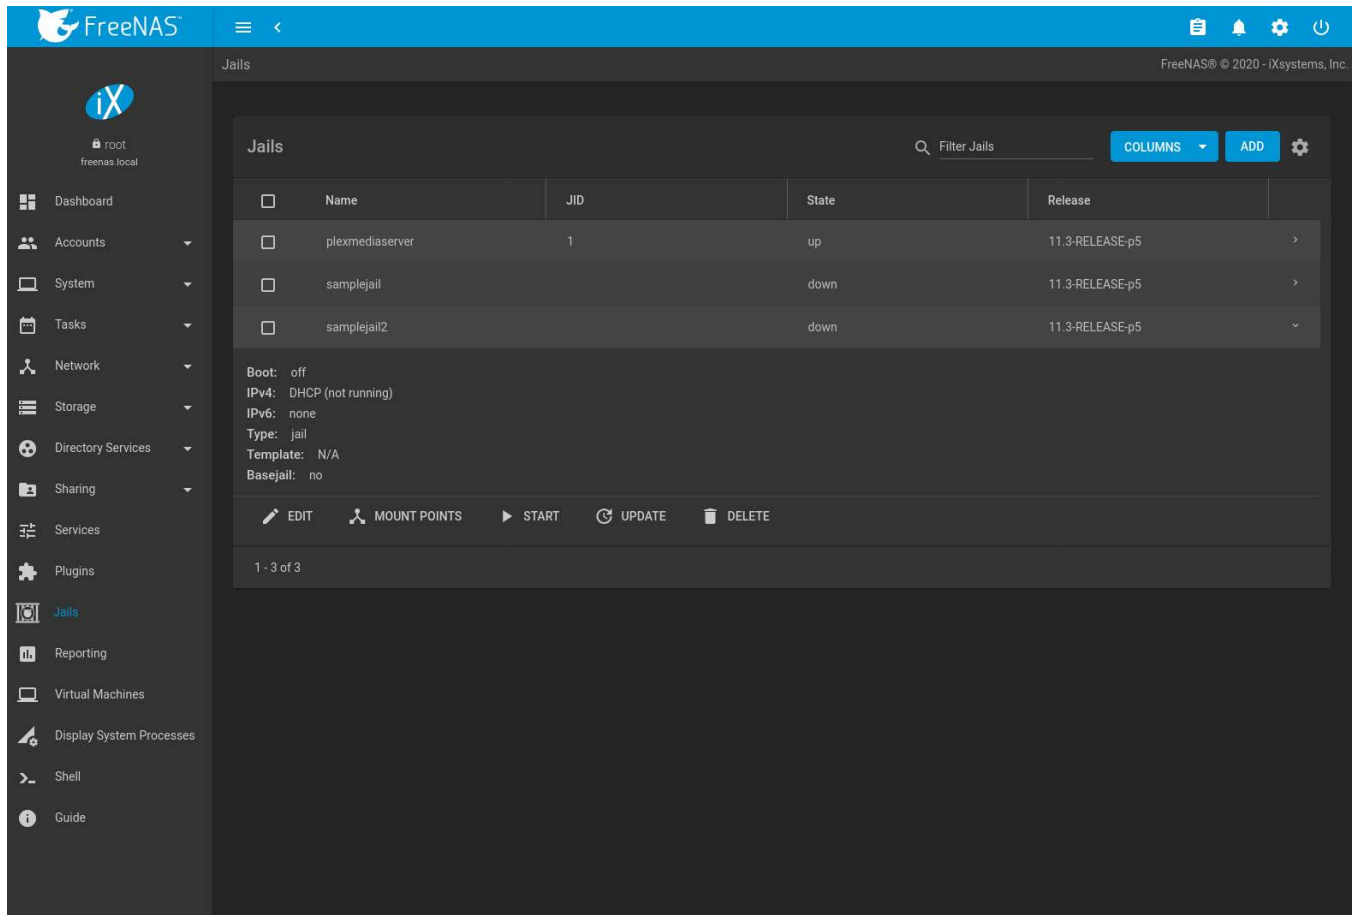 FreeNAS®
Jails
FreeNAS® © 2020 - iXsystems, Inc.
iX
root
freenas.local
Dashboard
Accounts
System
Tasks
Network
Storage
Directory Services
Sharing
Services
Plugins
Jails
Reporting
Virtual Machines
Display System Processes
Shell
Guide
Jails
Filter Jails
COLUMNS
ADD
Name JID State Release
plexmediaserver 1 up 11.3-RELEASE-p5
samplejail down 11.3-RELEASE-p5
samplejail2 down 11.3-RELEASE-p5
Boot: off
IPv4: DHCP (not running)
IPv6: none
Type: jail
Template: N/A
Basejail: no
EDIT MOUNT POINTS START UPDATE DELETE
1 - 3 of 3